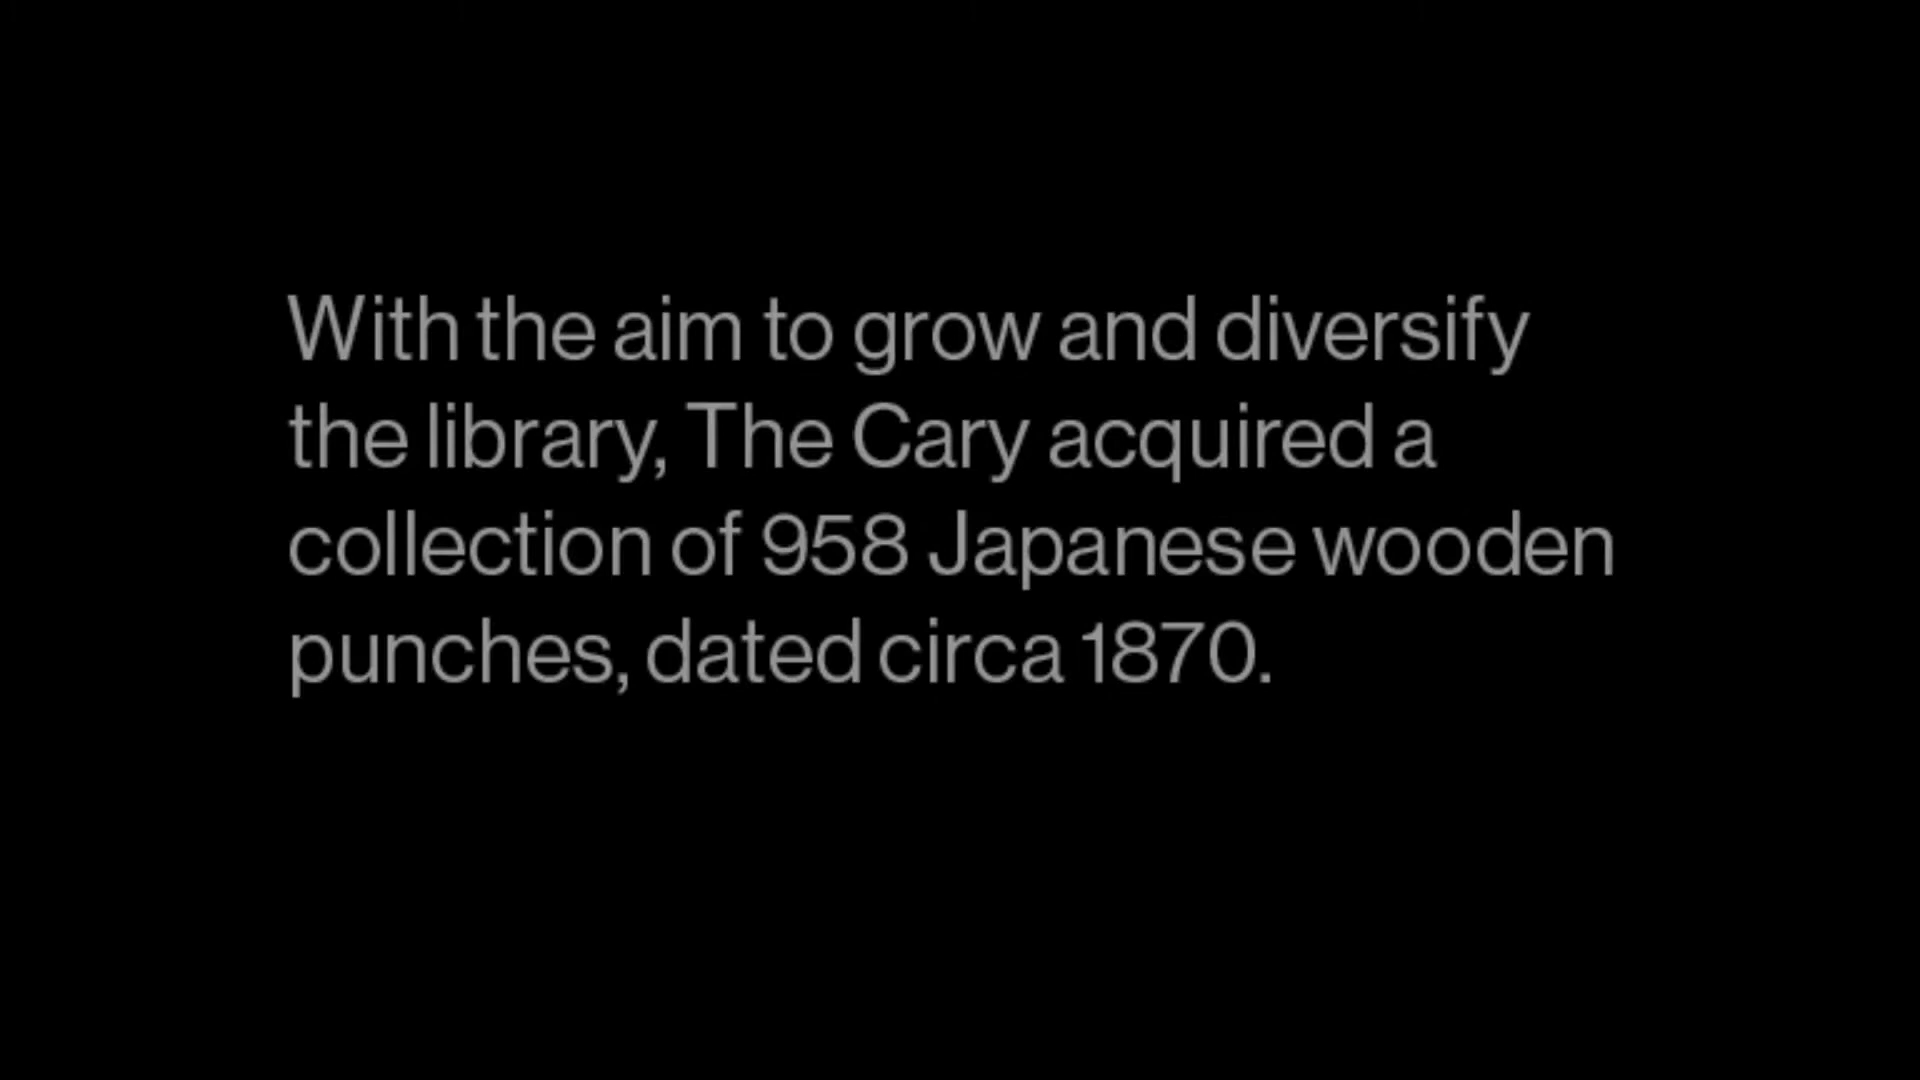 With the aim to grow and diversify
the library, The Cary acquired a
collection of 958 Japanese wooden
punches, dated circa 1870.